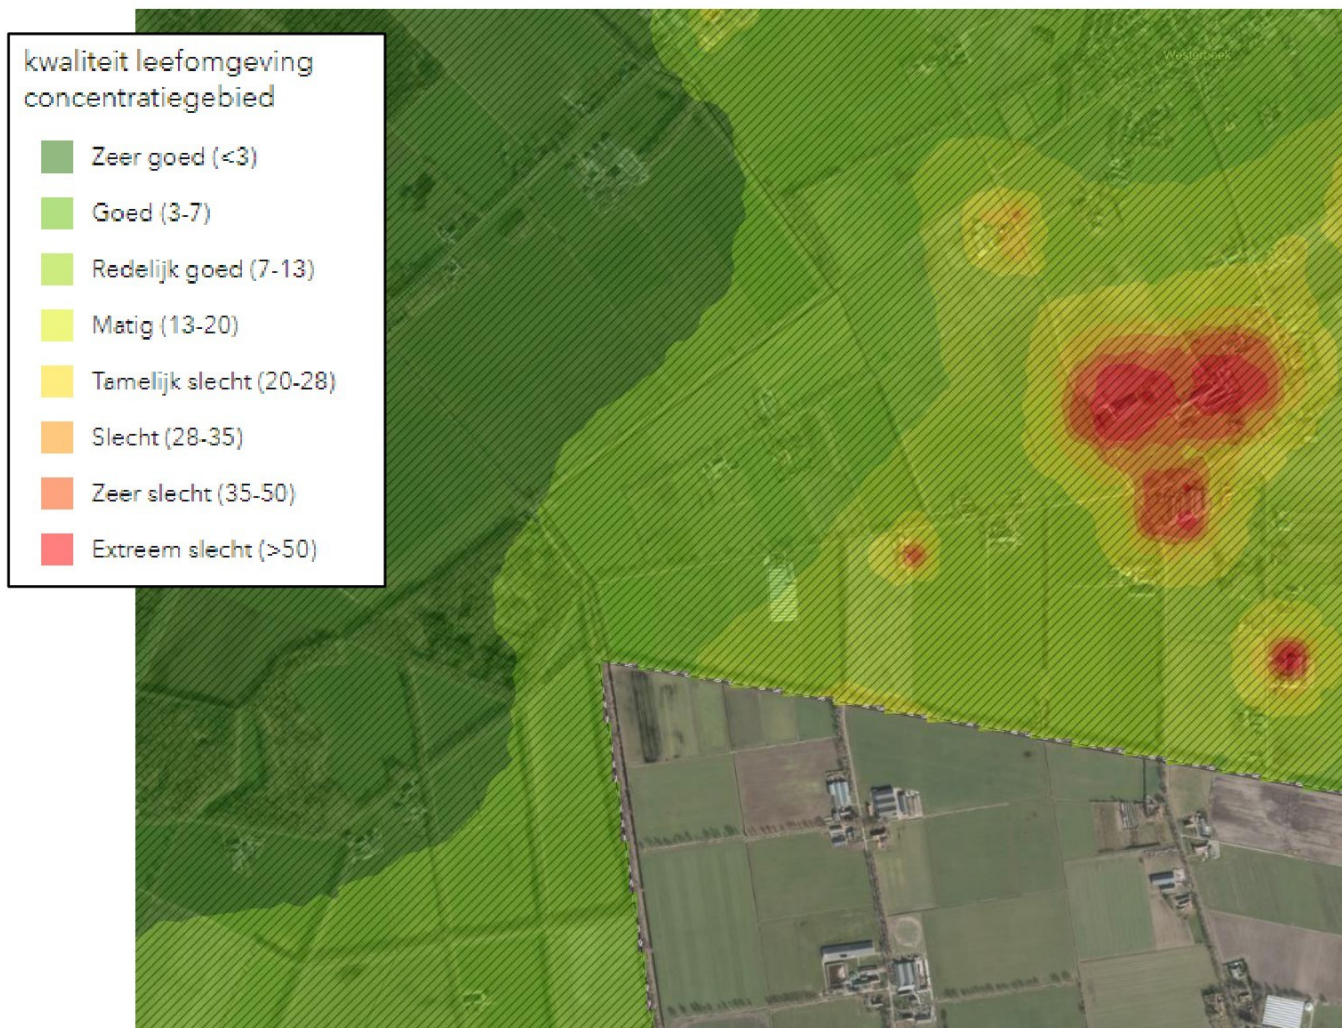 kwaliteit leefomgeving
concentratiegebied
Zeer goed (<3)
Goed (3-7)
Redelijk goed (7-13)
Matig (13-20)
Tamelijk slecht (20-28)
Slecht (28-35)
Zeer slecht (35-50)
Extreem slecht (>50)
Westerbeek